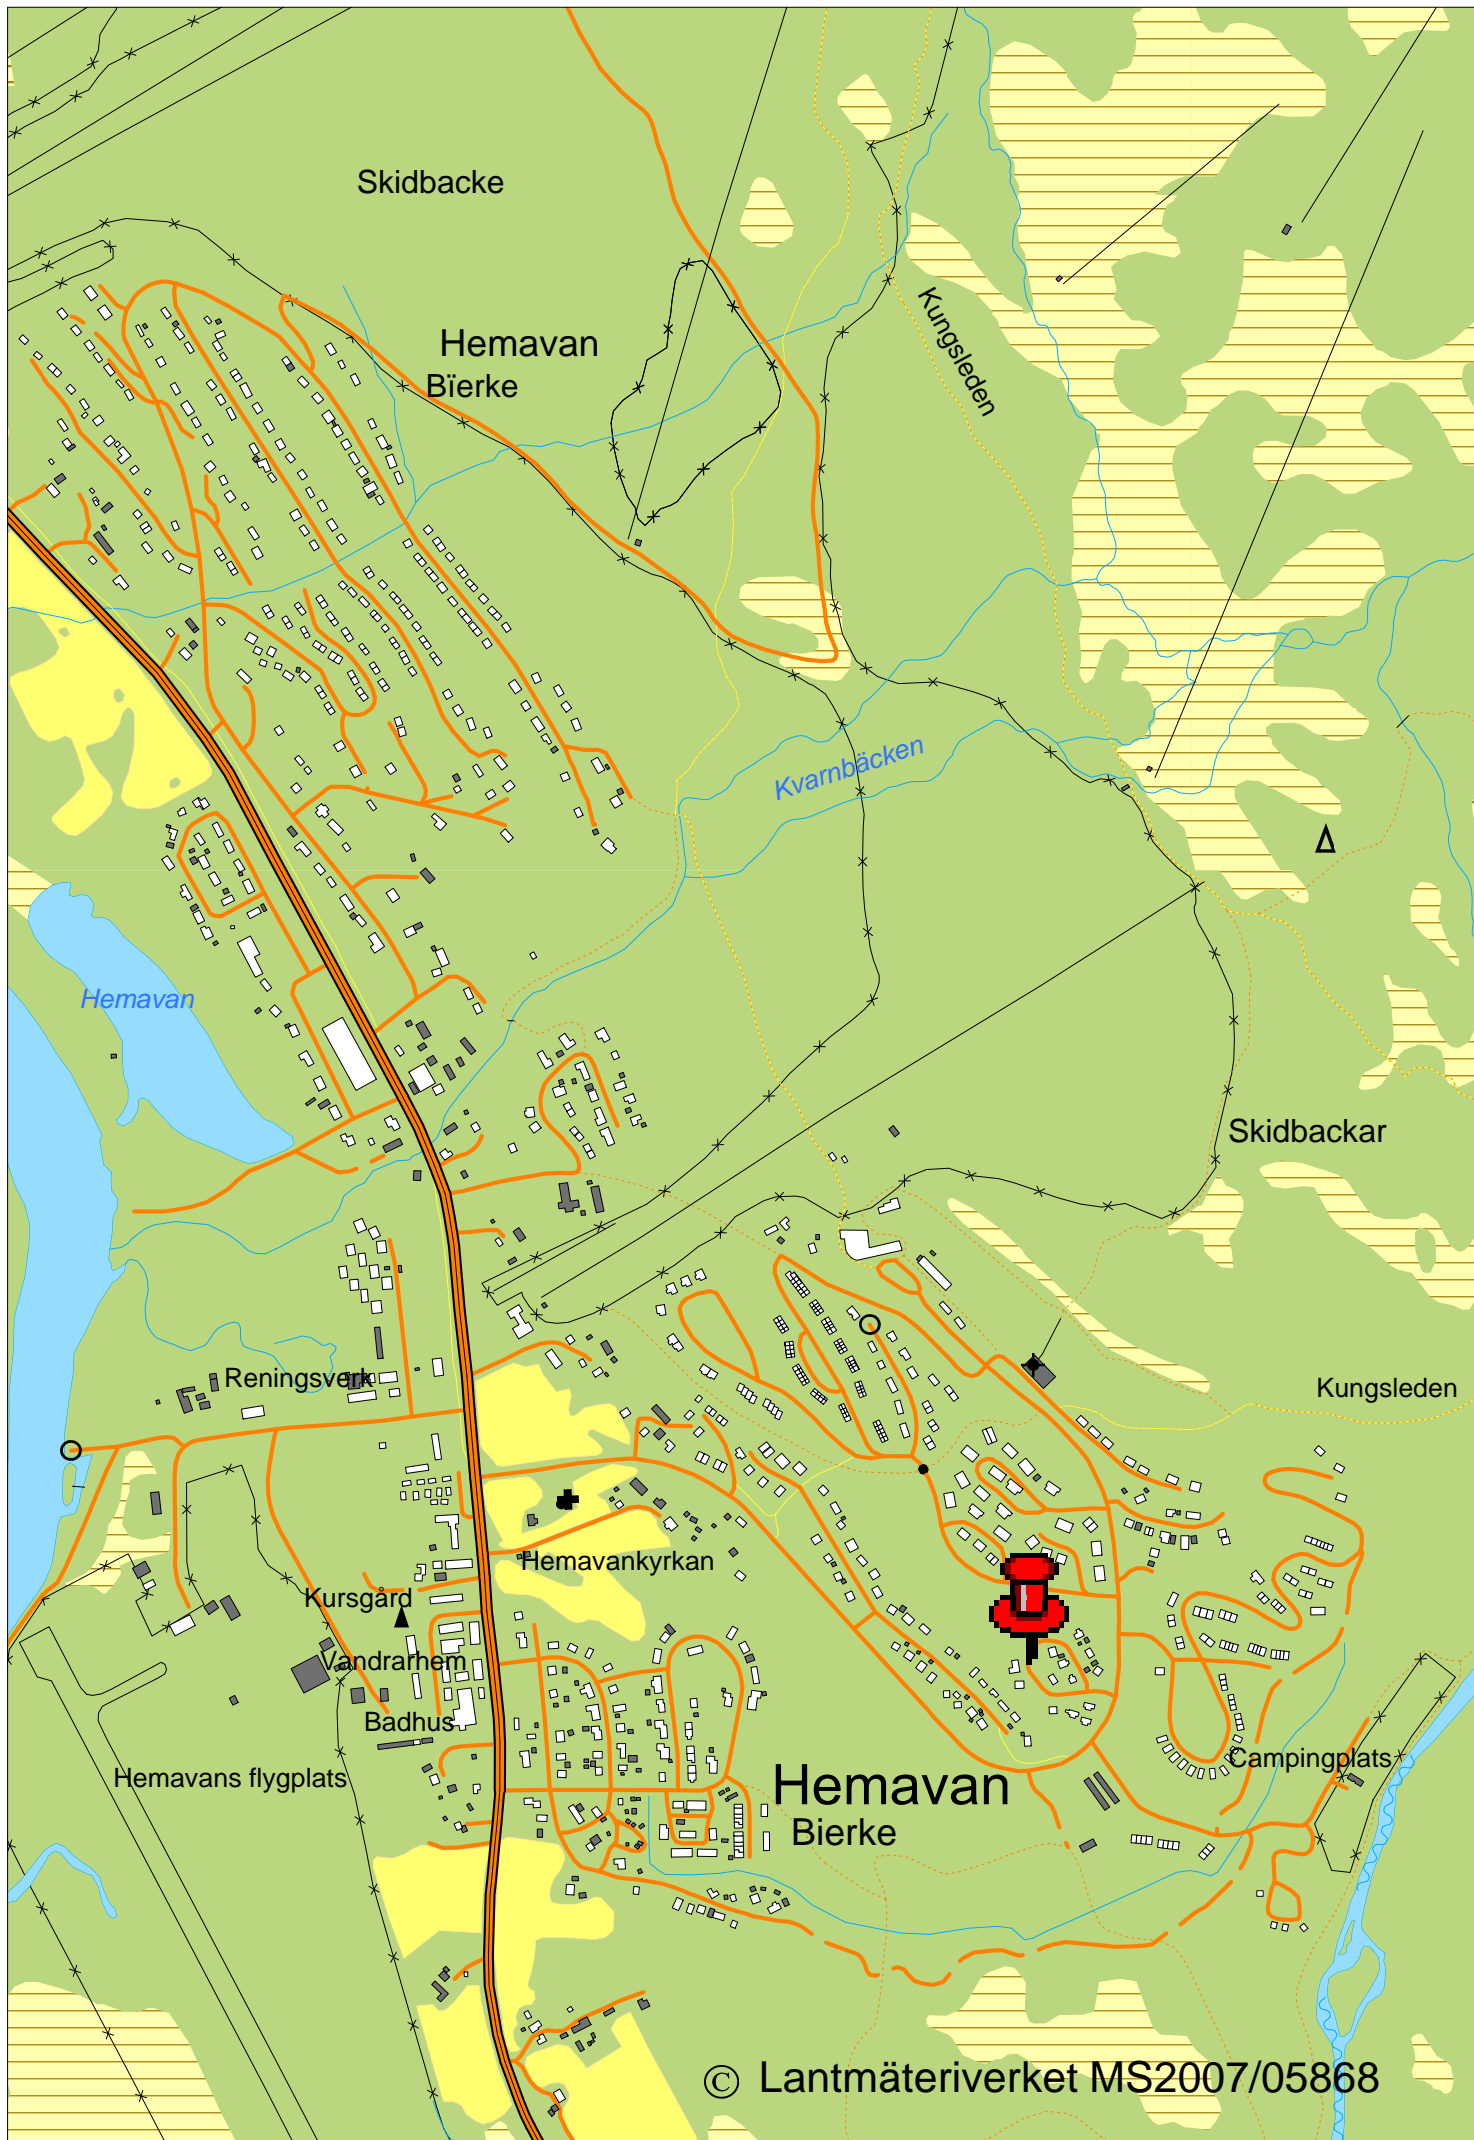 Skidbacke
Kungsleden
Hemavan
Bïerke
Kvarnbäcken
Hemavan
Skidbackar
Reningsverk
Kungsleden
Hemavankyrkan
Kursgård
Vandrarhem
Badhus
Campingplats
Hemavans flygplats
Hemavan
Bierke
© Lantmäteriverket MS2007/05868